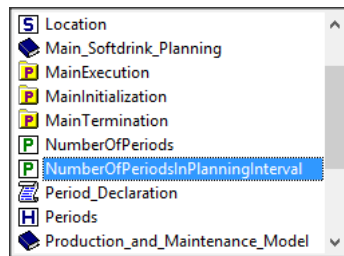 S Location
Main_Softdrink_Planning
P MainExecution
P MainInitialization
P MainTermination
P NumberOfPeriods
P NumberOfPeriodsInPlanningInterval
Period_Declaration
H Periods
Production_and_Maintenance_Model